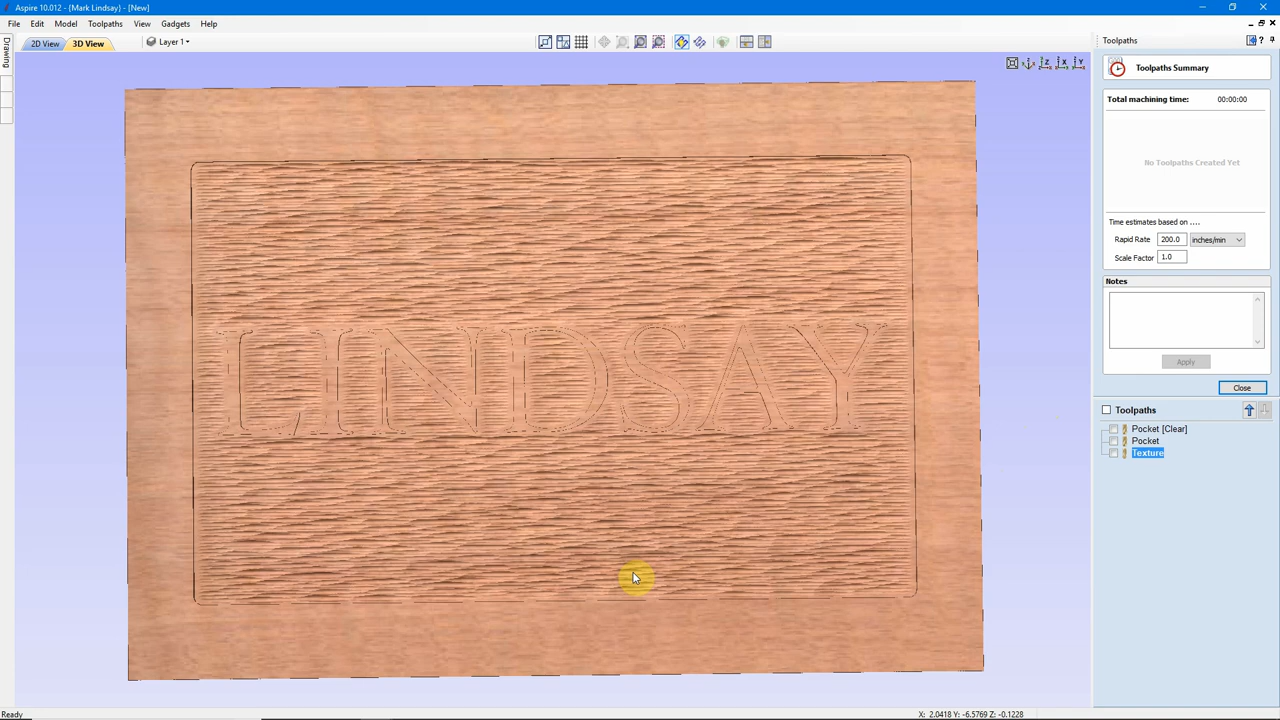 Aspire 10.012 - {Mark Lindsay} - [New]
File Edit Model Toolpaths View Gadgets Help
2D View 3D View Layer 1
Drawing
LINDSAY
Toolpaths
Toolpaths Summary
Total machining time: 00:00:00
No Toolpaths Created Yet
Time estimates based on ....
Rapid Rate 200.0 inches/min
Scale Factor 1.0
Notes
Apply
Close
Toolpaths
Pocket [Clear]
Pocket
Texture
Ready
X: 2.0418 Y: -6.5769 Z: -0.1228